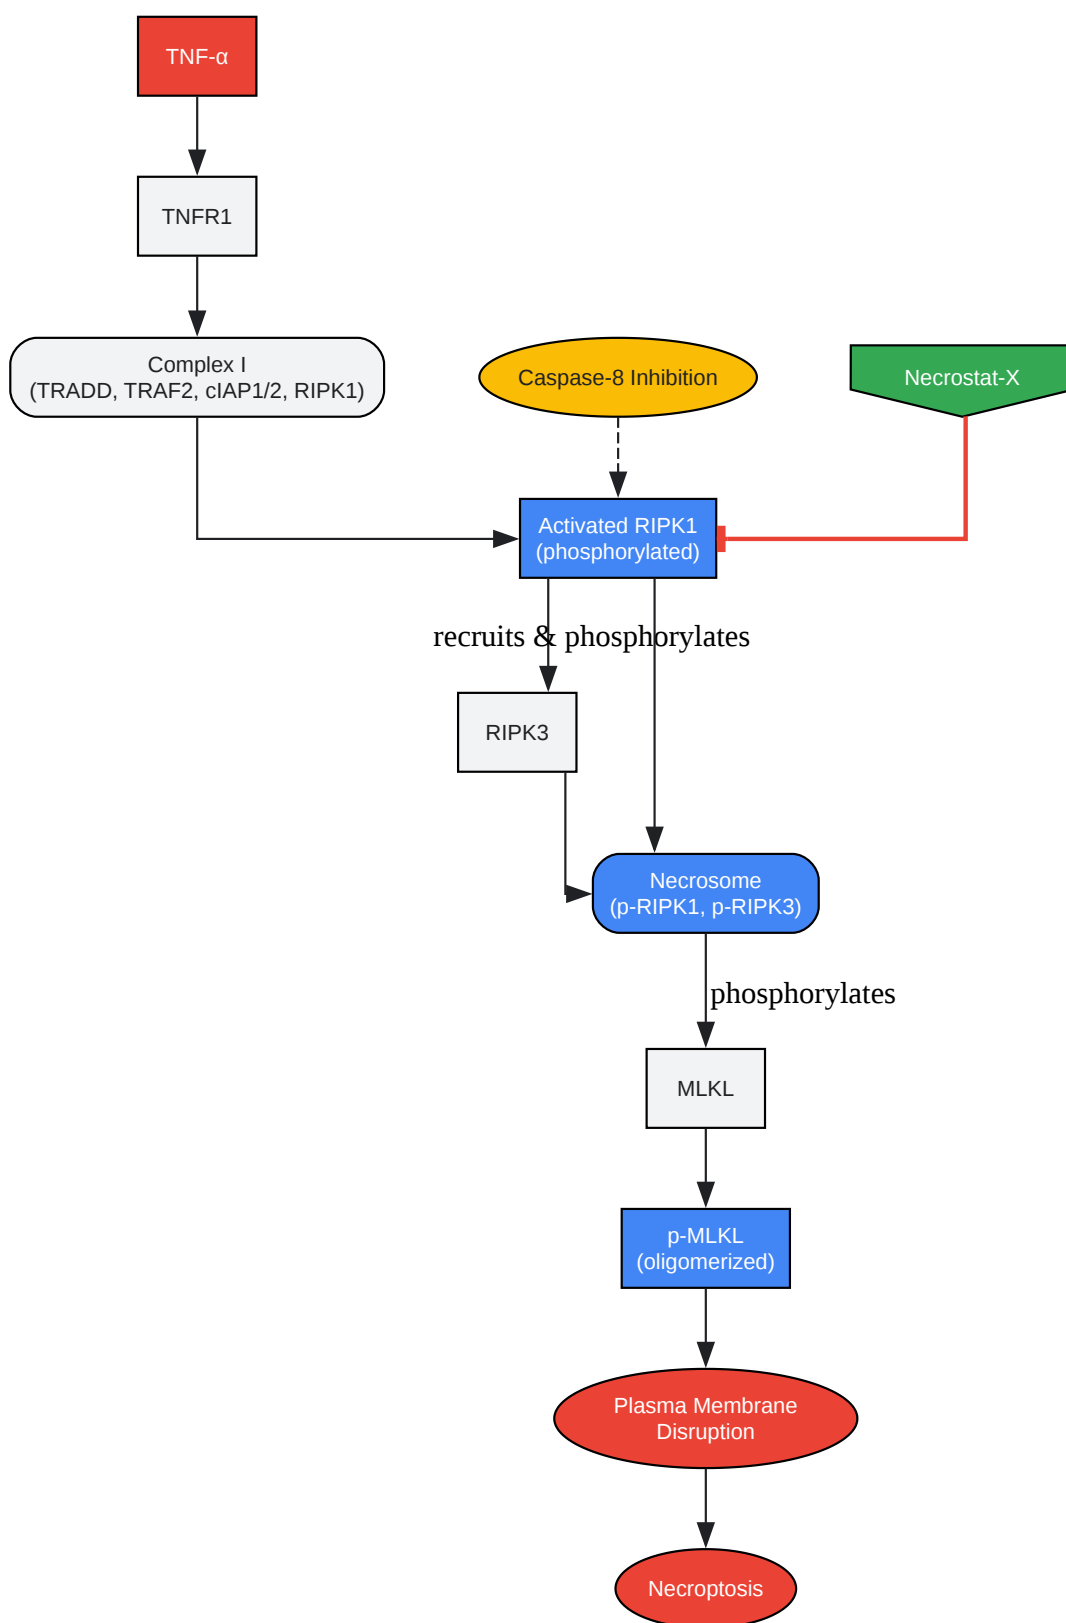 TNF-α
TNFR1
Complex I
(TRADD, TRAF2, cIAP1/2, RIPK1)
Caspase-8 Inhibition
Necrostat-X
Activated RIPK1
(phosphorylated)
recruits & phosphorylates
RIPK3
Necrosome
(p-RIPK1, p-RIPK3)
phosphorylates
MLKL
p-MLKL
(oligomerized)
Plasma Membrane
Disruption
Necroptosis